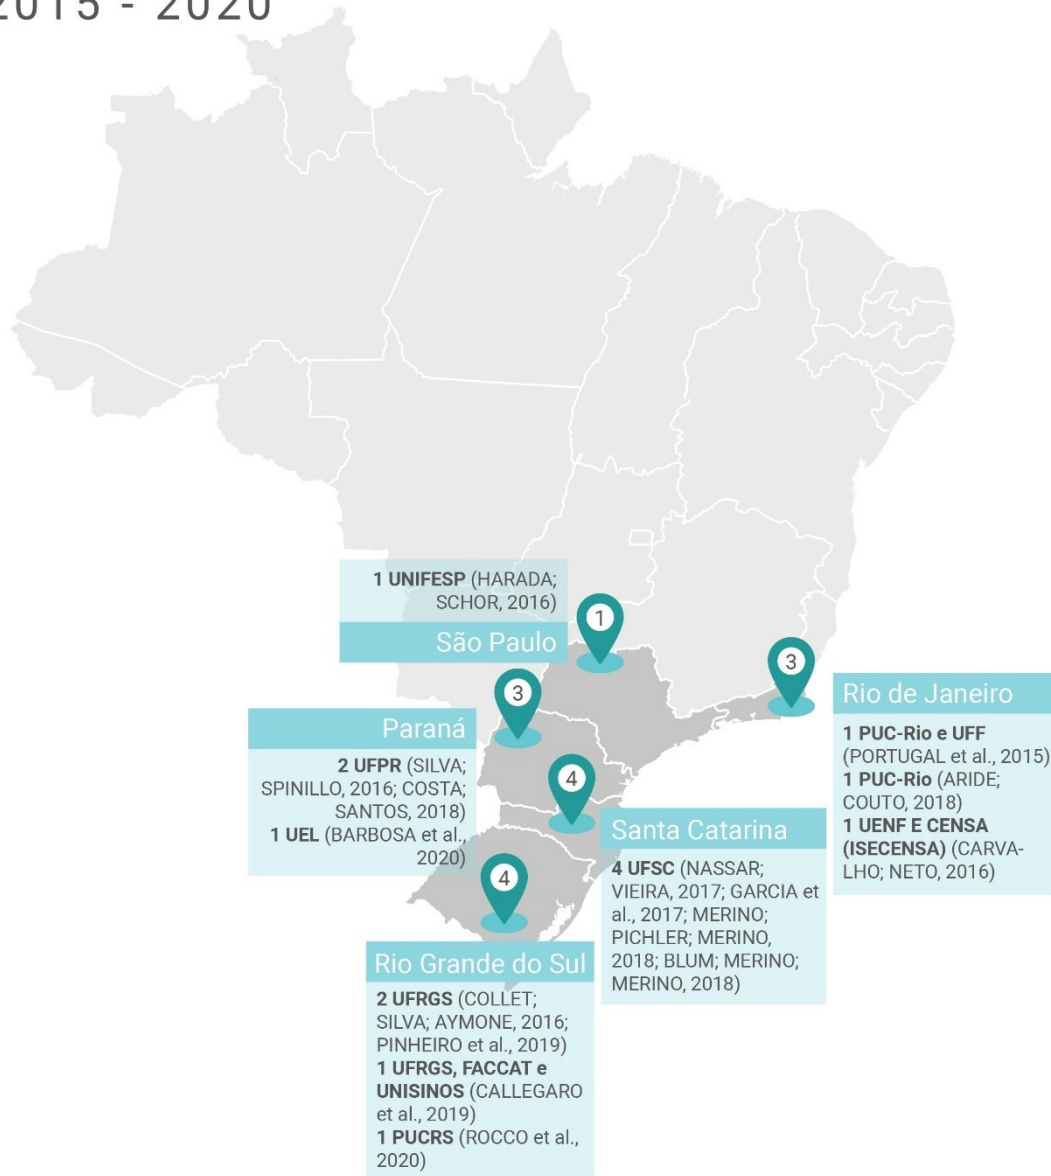 2015 - 2020
1 UNIFESP (HARADA;
SCHOR, 2016)
São Paulo
1
3
3
4
4
Paraná
2 UFPR (SILVA;
SPINILLO, 2016; COSTA;
SANTOS, 2018)
1 UEL (BARBOSA et al.,
2020)
Rio de Janeiro
1 PUC-Rio e UFF
(PORTUGAL et al., 2015)
1 PUC-Rio (ARIDE;
COUTO, 2018)
1 UENF E CENSA
(ISECENSA) (CARVA-
LHO; NETO, 2016)
Santa Catarina
4 UFSC (NASSAR;
VIEIRA, 2017; GARCIA et
al., 2017; MERINO;
PICHLER; MERINO,
2018; BLUM; MERINO;
MERINO, 2018)
Rio Grande do Sul
2 UFRGS (COLLET;
SILVA; AYMONE, 2016;
PINHEIRO et al., 2019)
1 UFRGS, FACCAT e
UNISINOS (CALLEGARO
et al., 2019)
1 PUCRS (ROCCO et al.,
2020)